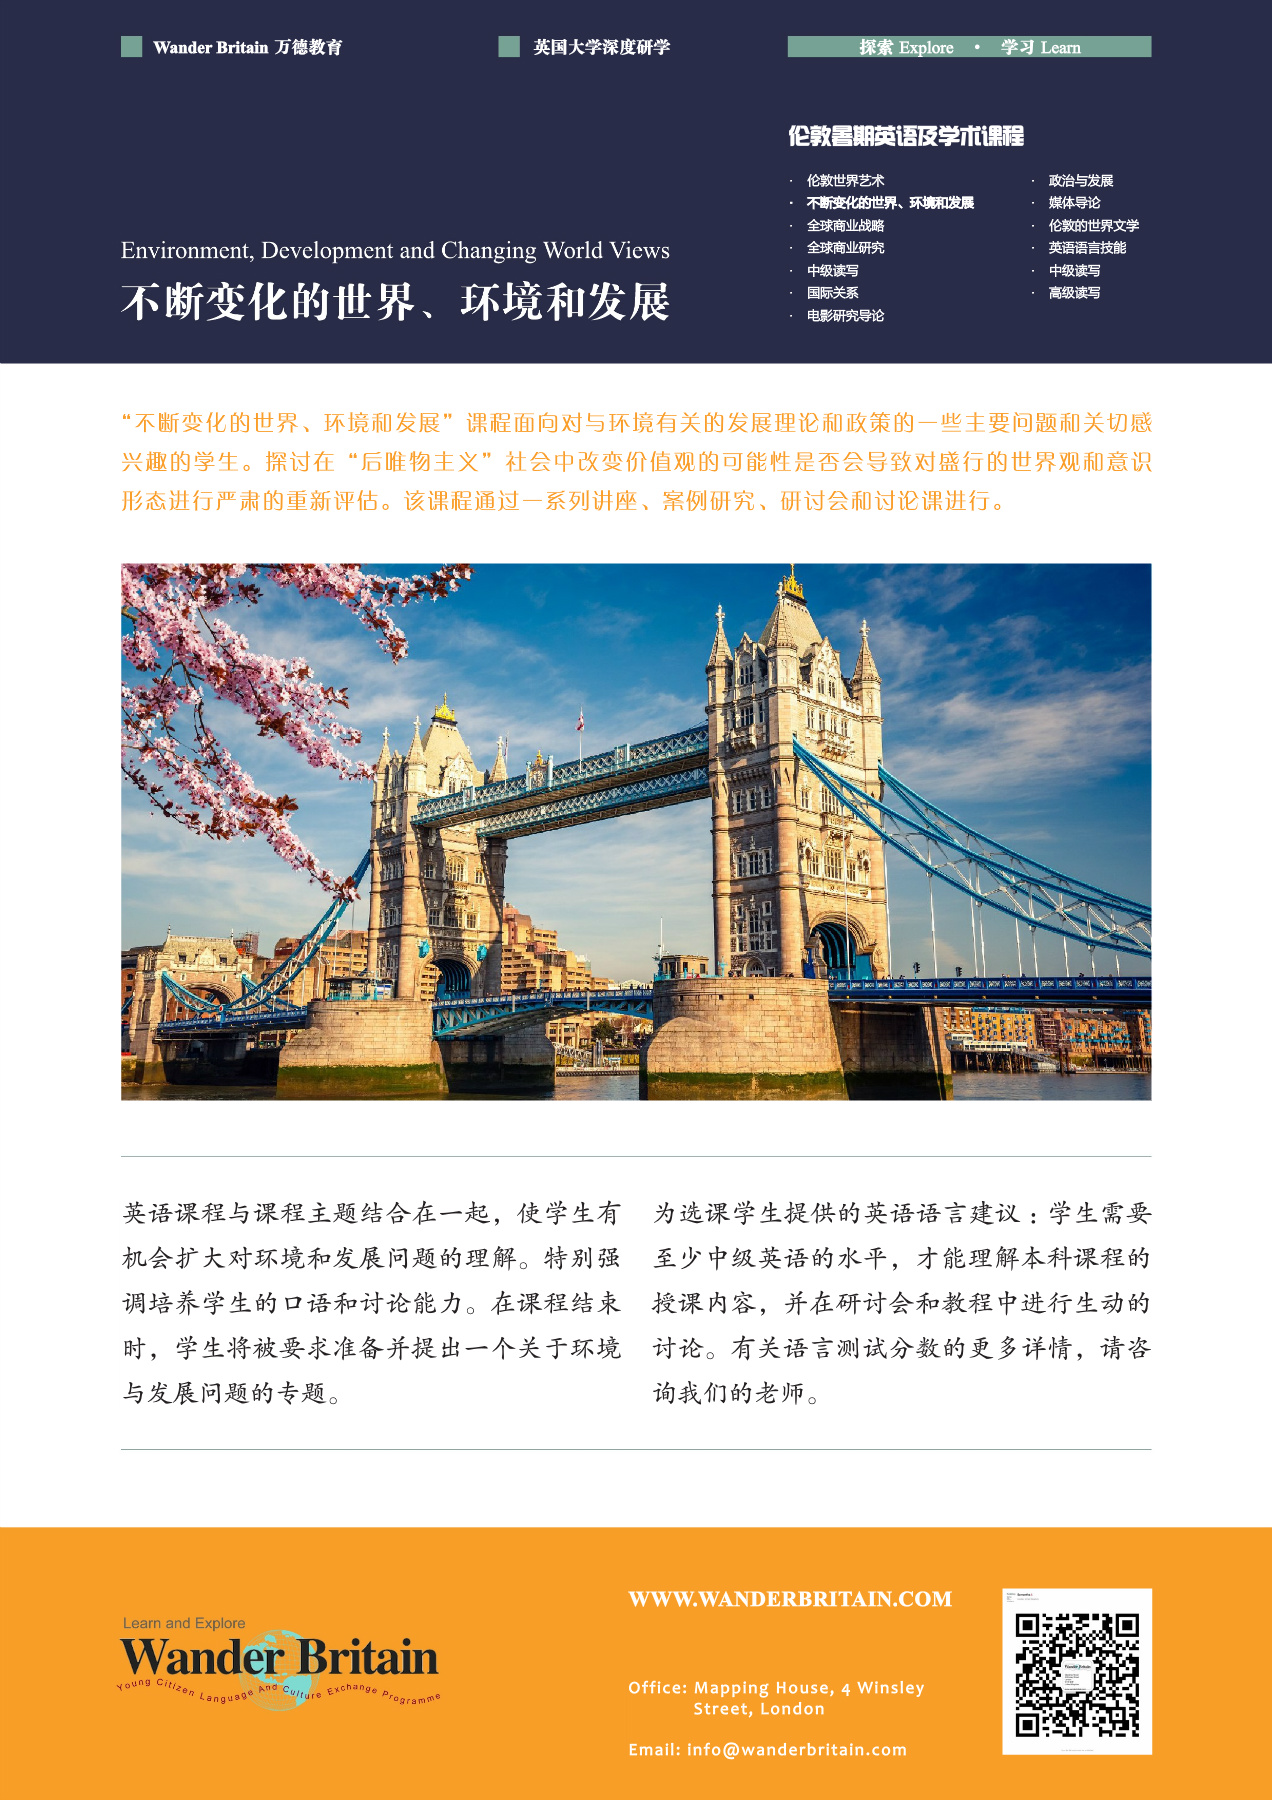 Wander Britain 万德教育
英国大学深度研学
探索 Explore · 学习 Learn
Environment, Development and Changing World Views
不断变化的世界、环境和发展
伦敦暑期英语及学术课程
· 伦敦世界艺术
· 不断变化的世界、环境和发展
· 全球商业战略
· 全球商业研究
· 中级读写
· 国际关系
· 电影研究导论
· 政治与发展
· 媒体导论
· 伦敦的世界文学
· 英语语言技能
· 中级读写
· 高级读写
“不断变化的世界、环境和发展”课程面向对与环境有关的发展理论和政策的一些主要问题和关切感
兴趣的学生。探讨在“后唯物主义”社会中改变价值观的可能性是否会导致对盛行的世界观和意识
形态进行严肃的重新评估。该课程通过一系列讲座、案例研究、研讨会和讨论课进行。
英语课程与课程主题结合在一起，使学生有
机会扩大对环境和发展问题的理解。特别强
调培养学生的口语和讨论能力。在课程结束
时，学生将被要求准备并提出一个关于环境
与发展问题的专题。
为选课学生提供的英语语言建议：学生需要
至少中级英语的水平，才能理解本科课程的
授课内容，并在研讨会和教程中进行生动的
讨论。有关语言测试分数的更多详情，请咨
询我们的老师。
Learn and Explore
Wander Britain
Young Citizen Language And Culture Exchange Programme
WWW.WANDERBRITAIN.COM
Office: Mapping House, 4 Winsley
Street, London
Email: info@wanderbritain.com